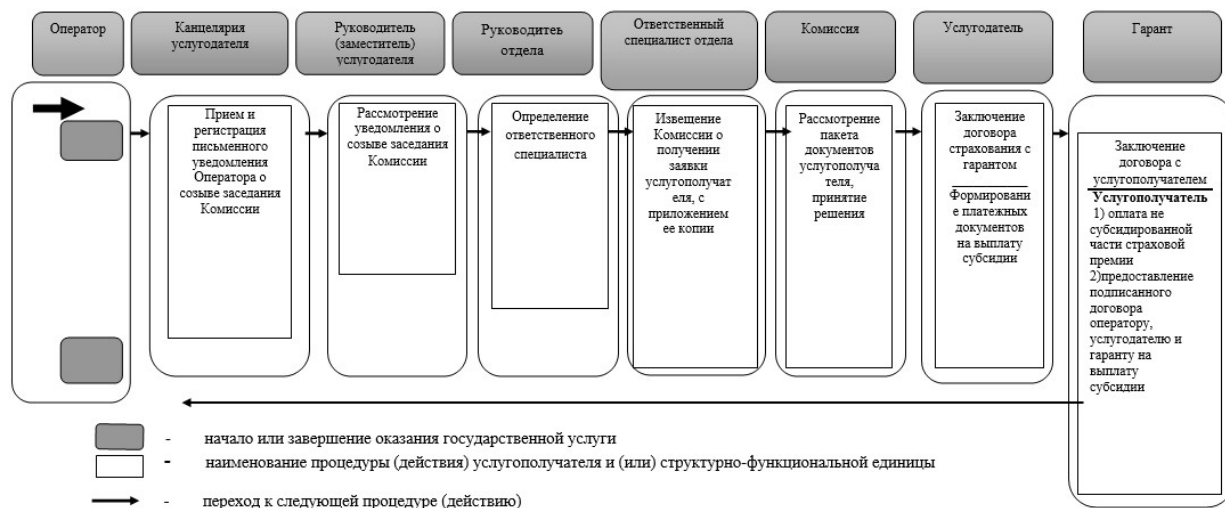 Оператор
Канцелярия
услугодателя
Руководитель
(заместитель)
услугодателя
Руководитеь
отдела
Ответственный
специалист отдела
Комиссия
Услугодатель
Гарант
Прием и
регистрация
письменного
уведомления
Оператора о
созыве заседания
Комиссии
Рассмотрение
уведомления о
созыве заседания
Комиссии
Определение
ответственного
специалиста
Извещение
Комиссии о
получении
заявки
услугополучат
еля, с
приложением
ее копии
Рассмотрение
пакета
документов
услугополуча
теля,
принятие
решения
Заключение
договора
страхования с
гарантом
Формировани
е платежных
документов
на выплату
субсидии
Заключение
договора с
услугополучателем
Услугополучатель
1) оплата не
субсидированной
части страховой
премии
2)предоставление
подписанного
договора
оператору,
услугодателю и
гаранту на
выплату
субсидии
- начало или завершение оказания государственной услуги
- наименование процедуры (действия) услугополучателя и (или) структурно-функциональной единицы
- переход к следующей процедуре (действию)